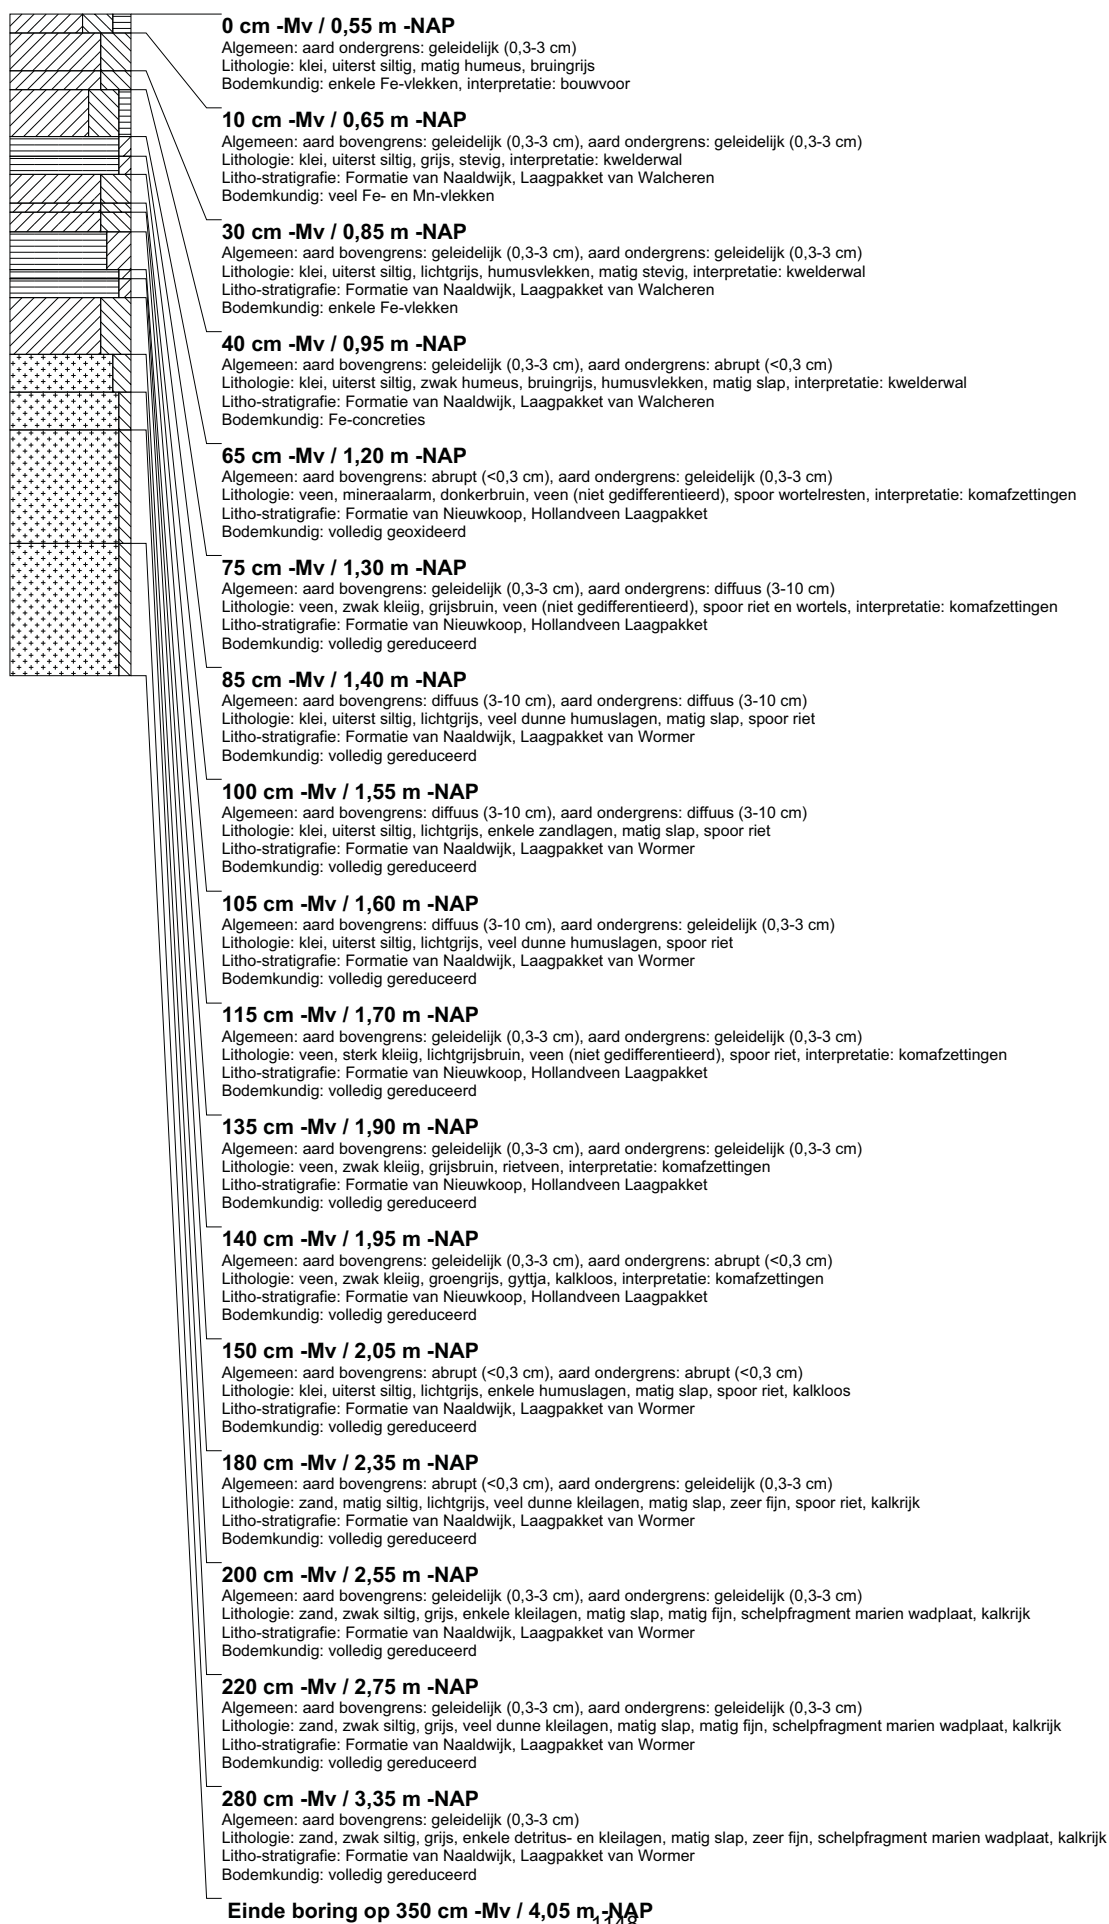 0 cm -Mv / 0,55 m -NAP
Algemeen: aard ondergrens: geleidelijk (0,3-3 cm)
Lithologie: klei, uiterst siltig, matig humeus, bruingrijs
Bodemkundig: enkele Fe-vlekken, interpretatie: bouwvoor
10 cm -Mv / 0,65 m -NAP
Algemeen: aard bovengrens: geleidelijk (0,3-3 cm), aard ondergrens: geleidelijk (0,3-3 cm)
Lithologie: klei, uiterst siltig, grijs, stevig, interpretatie: kwelderwal
Litho-stratigrafie: Formatie van Naaldwijk, Laagpakket van Walcheren
Bodemkundig: veel Fe- en Mn-vlekken
30 cm -Mv / 0,85 m -NAP
Algemeen: aard bovengrens: geleidelijk (0,3-3 cm), aard ondergrens: geleidelijk (0,3-3 cm)
Lithologie: klei, uiterst siltig, lichtgrijs, humusvlekken, matig stevig, interpretatie: kwelderwal
Litho-stratigrafie: Formatie van Naaldwijk, Laagpakket van Walcheren
Bodemkundig: enkele Fe-vlekken
40 cm -Mv / 0,95 m -NAP
Algemeen: aard bovengrens: geleidelijk (0,3-3 cm), aard ondergrens: abrupt (<0,3 cm)
Lithologie: klei, uiterst siltig, zwak humeus, bruingrijs, humusvlekken, matig slap, interpretatie: kwelderwal
Litho-stratigrafie: Formatie van Naaldwijk, Laagpakket van Walcheren
Bodemkundig: Fe-concreties
65 cm -Mv / 1,20 m -NAP
Algemeen: aard bovengrens: abrupt (<0,3 cm), aard ondergrens: geleidelijk (0,3-3 cm)
Lithologie: veen, mineraalarm, donkerbruin, veen (niet gedifferentieerd), spoor wortelresten, interpretatie: komafzettingen
Litho-stratigrafie: Formatie van Nieuwkoop, Hollandveen Laagpakket
Bodemkundig: volledig geoxideerd
75 cm -Mv / 1,30 m -NAP
Algemeen: aard bovengrens: geleidelijk (0,3-3 cm), aard ondergrens: diffuus (3-10 cm)
Lithologie: veen, zwak kleiig, grijsbruin, veen (niet gedifferentieerd), spoor riet en wortels, interpretatie: komafzettingen
Litho-stratigrafie: Formatie van Nieuwkoop, Hollandveen Laagpakket
Bodemkundig: volledig gereduceerd
85 cm -Mv / 1,40 m -NAP
Algemeen: aard bovengrens: diffuus (3-10 cm), aard ondergrens: diffuus (3-10 cm)
Lithologie: klei, uiterst siltig, lichtgrijs, veel dunne humuslagen, matig slap, spoor riet
Litho-stratigrafie: Formatie van Naaldwijk, Laagpakket van Wormer
Bodemkundig: volledig gereduceerd
100 cm -Mv / 1,55 m -NAP
Algemeen: aard bovengrens: diffuus (3-10 cm), aard ondergrens: diffuus (3-10 cm)
Lithologie: klei, uiterst siltig, lichtgrijs, enkele zandlagen, matig slap, spoor riet
Litho-stratigrafie: Formatie van Naaldwijk, Laagpakket van Wormer
Bodemkundig: volledig gereduceerd
105 cm -Mv / 1,60 m -NAP
Algemeen: aard bovengrens: diffuus (3-10 cm), aard ondergrens: geleidelijk (0,3-3 cm)
Lithologie: klei, uiterst siltig, lichtgrijs, veel dunne humuslagen, spoor riet
Litho-stratigrafie: Formatie van Naaldwijk, Laagpakket van Wormer
Bodemkundig: volledig gereduceerd
115 cm -Mv / 1,70 m -NAP
Algemeen: aard bovengrens: geleidelijk (0,3-3 cm), aard ondergrens: geleidelijk (0,3-3 cm)
Lithologie: veen, sterk kleiig, lichtgrijsbruin, veen (niet gedifferentieerd), spoor riet, interpretatie: komafzettingen
Litho-stratigrafie: Formatie van Nieuwkoop, Hollandveen Laagpakket
Bodemkundig: volledig gereduceerd
135 cm -Mv / 1,90 m -NAP
Algemeen: aard bovengrens: geleidelijk (0,3-3 cm), aard ondergrens: geleidelijk (0,3-3 cm)
Lithologie: veen, zwak kleiig, grijsbruin, rietveen, interpretatie: komafzettingen
Litho-stratigrafie: Formatie van Nieuwkoop, Hollandveen Laagpakket
Bodemkundig: volledig gereduceerd
140 cm -Mv / 1,95 m -NAP
Algemeen: aard bovengrens: geleidelijk (0,3-3 cm), aard ondergrens: abrupt (<0,3 cm)
Lithologie: veen, zwak kleiig, groengrijs, gyttja, kalkloos, interpretatie: komafzettingen
Litho-stratigrafie: Formatie van Nieuwkoop, Hollandveen Laagpakket
Bodemkundig: volledig gereduceerd
150 cm -Mv / 2,05 m -NAP
Algemeen: aard bovengrens: abrupt (<0,3 cm), aard ondergrens: abrupt (<0,3 cm)
Lithologie: klei, uiterst siltig, lichtgrijs, enkele humuslagen, matig slap, spoor riet, kalkloos
Litho-stratigrafie: Formatie van Naaldwijk, Laagpakket van Wormer
Bodemkundig: volledig gereduceerd
180 cm -Mv / 2,35 m -NAP
Algemeen: aard bovengrens: abrupt (<0,3 cm), aard ondergrens: geleidelijk (0,3-3 cm)
Lithologie: zand, matig siltig, lichtgrijs, veel dunne kleilagen, matig slap, zeer fijn, spoor riet, kalkrijk
Litho-stratigrafie: Formatie van Naaldwijk, Laagpakket van Wormer
Bodemkundig: volledig gereduceerd
200 cm -Mv / 2,55 m -NAP
Algemeen: aard bovengrens: geleidelijk (0,3-3 cm), aard ondergrens: geleidelijk (0,3-3 cm)
Lithologie: zand, zwak siltig, grijs, enkele kleilagen, matig slap, matig fijn, schelpfragment marien wadplaat, kalkrijk
Litho-stratigrafie: Formatie van Naaldwijk, Laagpakket van Wormer
Bodemkundig: volledig gereduceerd
220 cm -Mv / 2,75 m -NAP
Algemeen: aard bovengrens: geleidelijk (0,3-3 cm), aard ondergrens: geleidelijk (0,3-3 cm)
Lithologie: zand, zwak siltig, grijs, veel dunne kleilagen, matig slap, matig fijn, schelpfragment marien wadplaat, kalkrijk
Litho-stratigrafie: Formatie van Naaldwijk, Laagpakket van Wormer
Bodemkundig: volledig gereduceerd
280 cm -Mv / 3,35 m -NAP
Algemeen: aard bovengrens: geleidelijk (0,3-3 cm)
Lithologie: zand, zwak siltig, grijs, enkele detritus- en kleilagen, matig slap, zeer fijn, schelpfragment marien wadplaat, kalkrijk
Litho-stratigrafie: Formatie van Naaldwijk, Laagpakket van Wormer
Bodemkundig: volledig gereduceerd
Einde boring op 350 cm -Mv / 4,05 m -NAP
1148